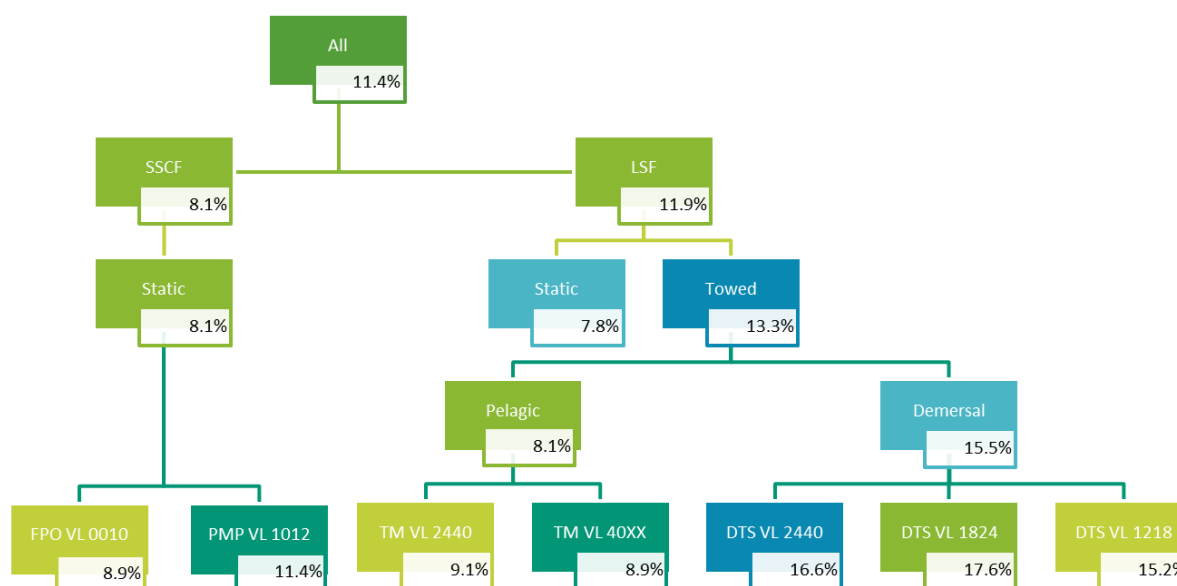 All
11.4%
SSCF
8.1%
LSF
11.9%
Static
8.1%
Static
7.8%
Towed
13.3%
Pelagic
8.1%
Demersal
15.5%
FPO VL 0010
8.9%
PMP VL 1012
11.4%
TM VL 2440
9.1%
TM VL 40XX
8.9%
DTS VL 2440
16.6%
DTS VL 1824
17.6%
DTS VL 1218
15.2%